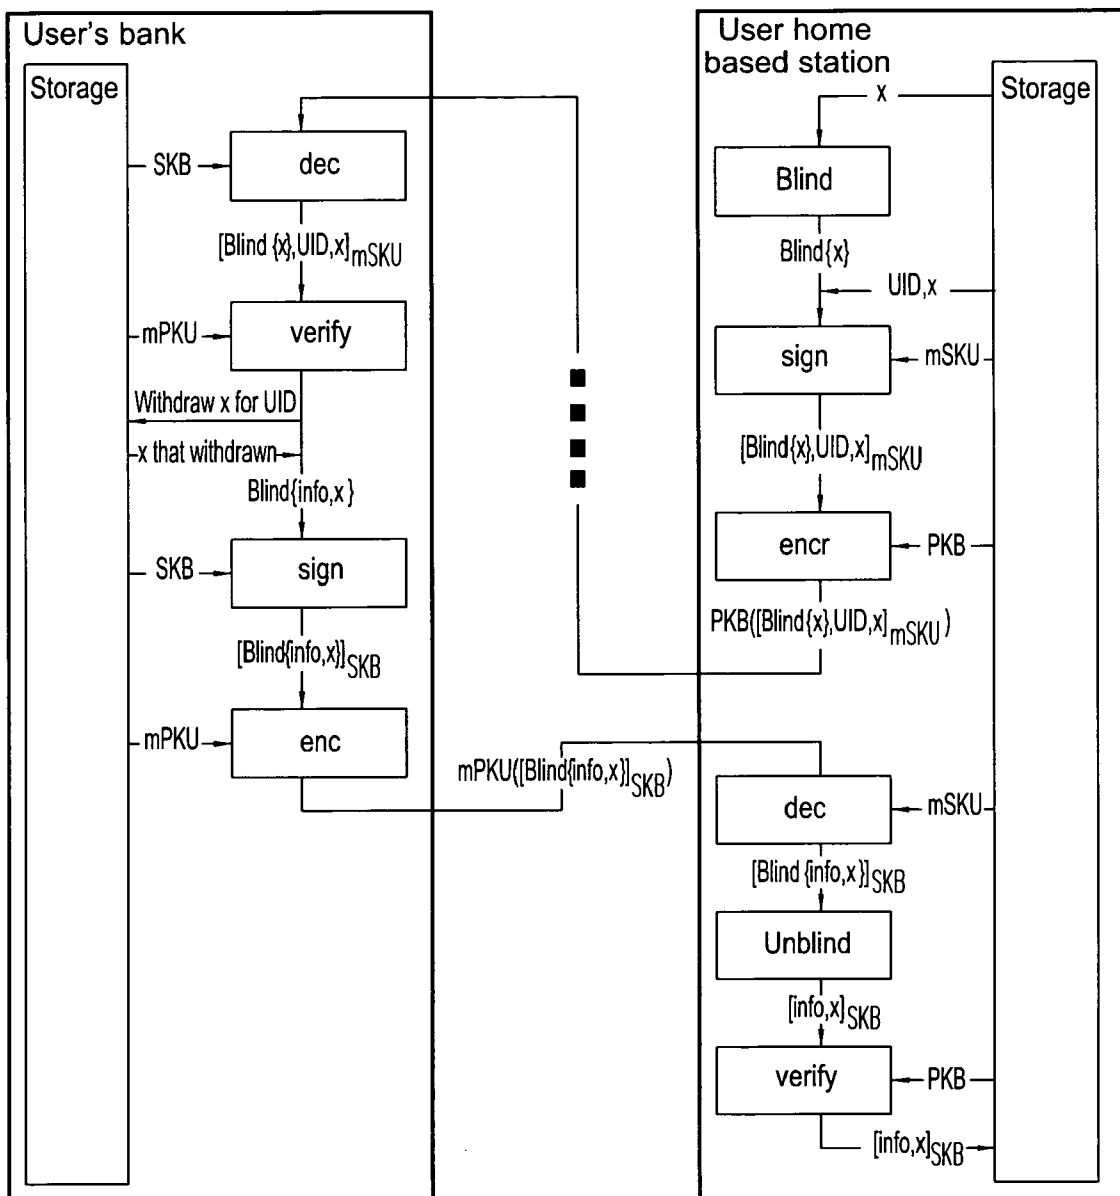 User's bank
Storage
SKB
dec
[Blind {x},UID,x]mSKU
mPKU
verify
Withdraw x for UID
x that withdrawn
Blind{info,x}
SKB
sign
[Blind{info,x}]SKB
mPKU
enc
mPKU([Blind{info,x}]SKB)
User home
based station
Storage
x
Blind
Blind{x}
UID,x
sign
mSKU
[Blind{x},UID,x]mSKU
encr
PKB
PKB([Blind{x},UID,x]mSKU)
dec
mSKU
[Blind {info,x}]SKB
Unblind
[info,x]SKB
verify
PKB
[info,x]SKB